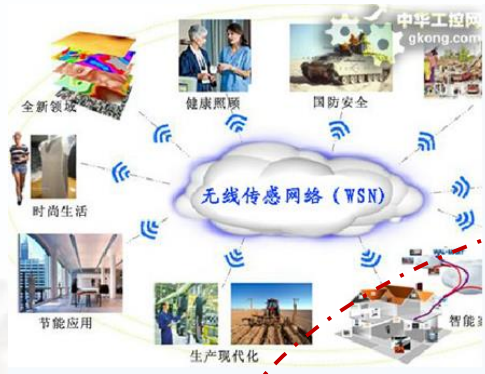 中华工控网
gkong.com
全新领域
健康照顾
国防安全
无线传感网络（WSN）
时尚生活
节能应用
生产现代化
智能